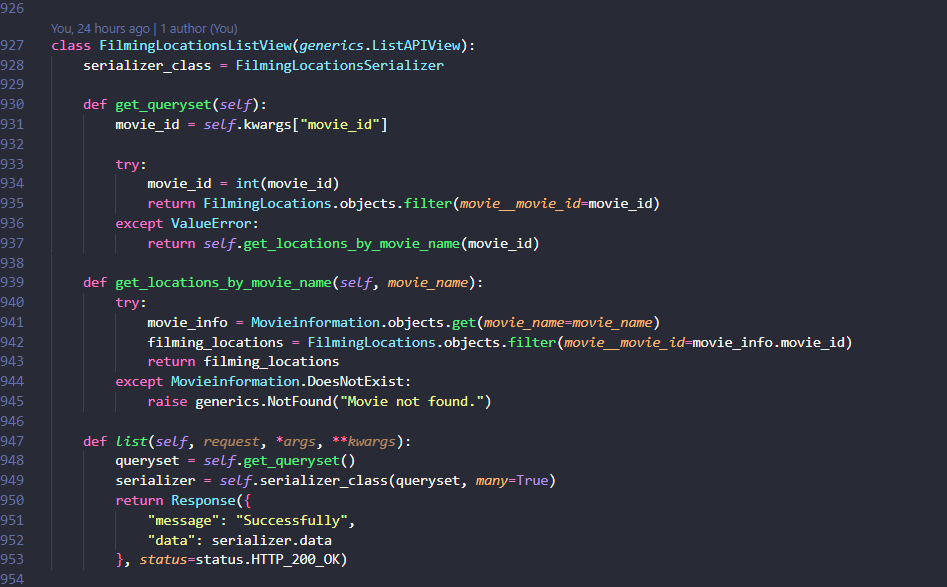 926
You, 24 hours ago | 1 author (You)
927 class FilmingLocationsListView(generics.ListAPIView):
928     serializer_class = FilmingLocationsSerializer
929
930     def get_queryset(self):
931         movie_id = self.kwargs["movie_id"]
932
933         try:
934             movie_id = int(movie_id)
935             return FilmingLocations.objects.filter(movie__movie_id=movie_id)
936         except ValueError:
937             return self.get_locations_by_movie_name(movie_id)
938
939     def get_locations_by_movie_name(self, movie_name):
940         try:
941             movie_info = Movieinformation.objects.get(movie_name=movie_name)
942             filming_locations = FilmingLocations.objects.filter(movie__movie_id=movie_info.movie_id)
943             return filming_locations
944         except Movieinformation.DoesNotExist:
945             raise generics.NotFound("Movie not found.")
946
947     def list(self, request, *args, **kwargs):
948         queryset = self.get_queryset()
949         serializer = self.serializer_class(queryset, many=True)
950         return Response({
951             "message": "Successfully",
952             "data": serializer.data
953         }, status=status.HTTP_200_OK)
954